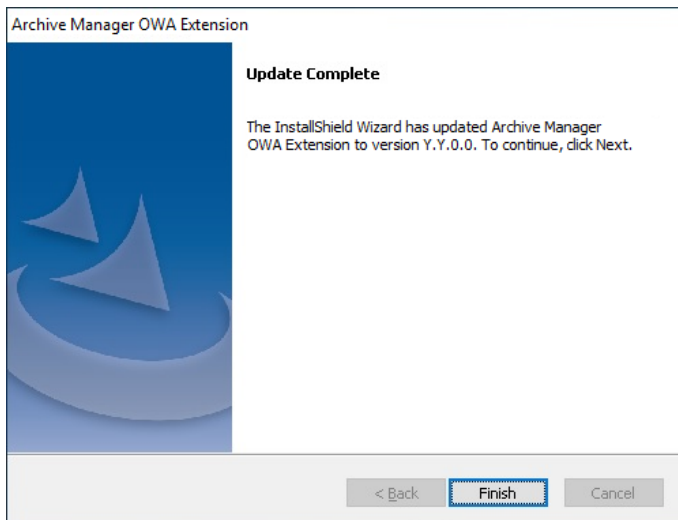 Archive Manager OWA Extension
Update Complete
The InstallShield Wizard has updated Archive Manager
OWA Extension to version Y.Y.0.0. To continue, click Next.
< Back
Finish
Cancel